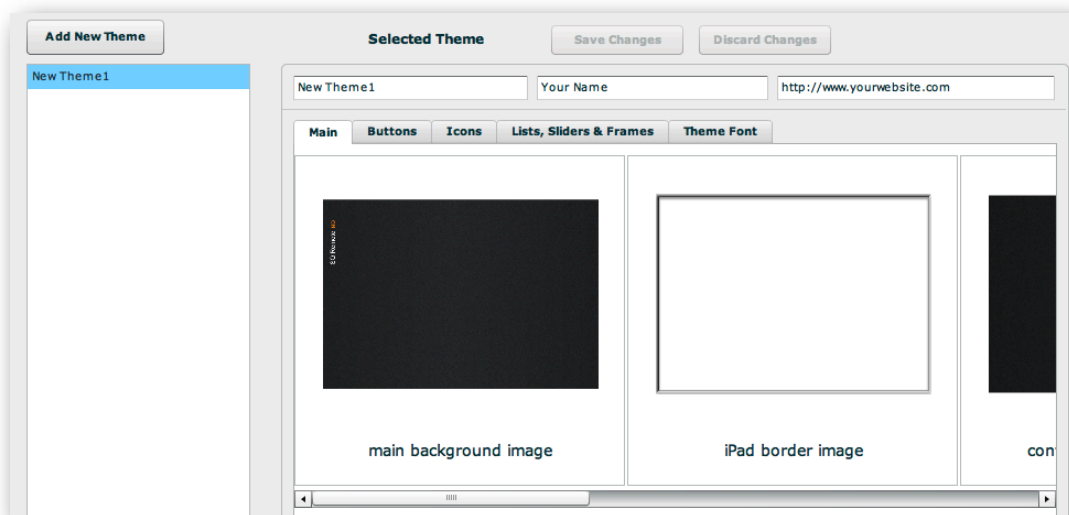 Add New Theme
Selected Theme
Save Changes
Discard Changes
New Theme1
New Theme1
Your Name
http://www.yourwebsite.com
Main
Buttons
Icons
Lists, Sliders & Frames
Theme Font
main background image
iPad border image